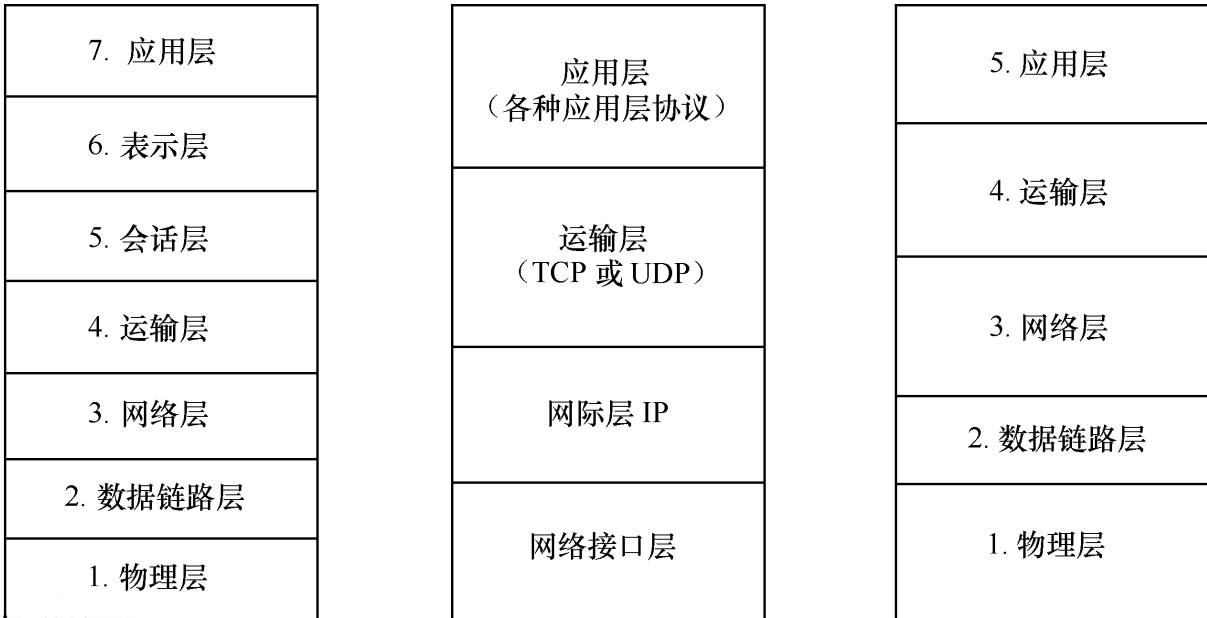 7. 应用层
6. 表示层
5. 会话层
4. 运输层
3. 网络层
2. 数据链路层
1. 物理层
应用层
（各种应用层协议）
运输层
（TCP 或 UDP）
网际层 IP
网络接口层
5. 应用层
4. 运输层
3. 网络层
2. 数据链路层
1. 物理层